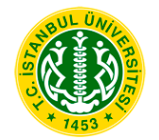 T.C. İSTANBUL ÜNİVERSİTESİ
1453